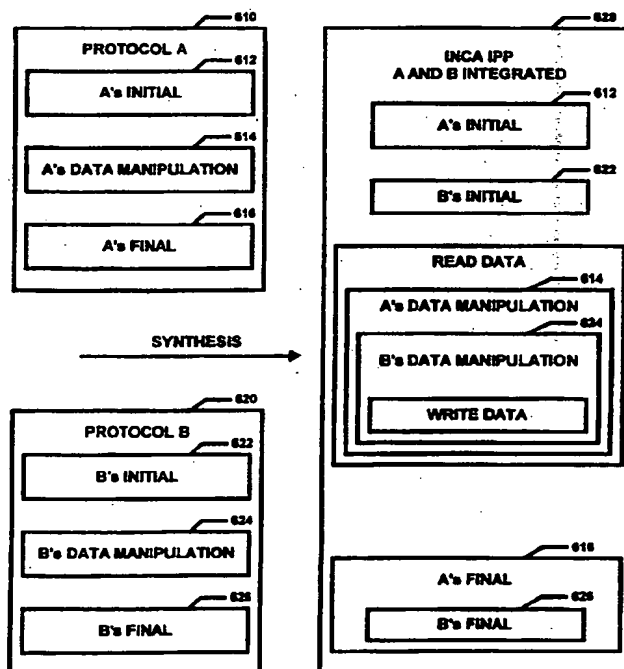 610
PROTOCOL A
612
A's INITIAL
614
A's DATA MANIPULATION
616
A's FINAL
SYNTHESIS
620
PROTOCOL B
622
B's INITIAL
624
B's DATA MANIPULATION
626
B's FINAL
628
INCA IPP
A AND B INTEGRATED
612
A's INITIAL
622
B's INITIAL
READ DATA
614
A's DATA MANIPULATION
624
B's DATA MANIPULATION
WRITE DATA
616
A's FINAL
626
B's FINAL